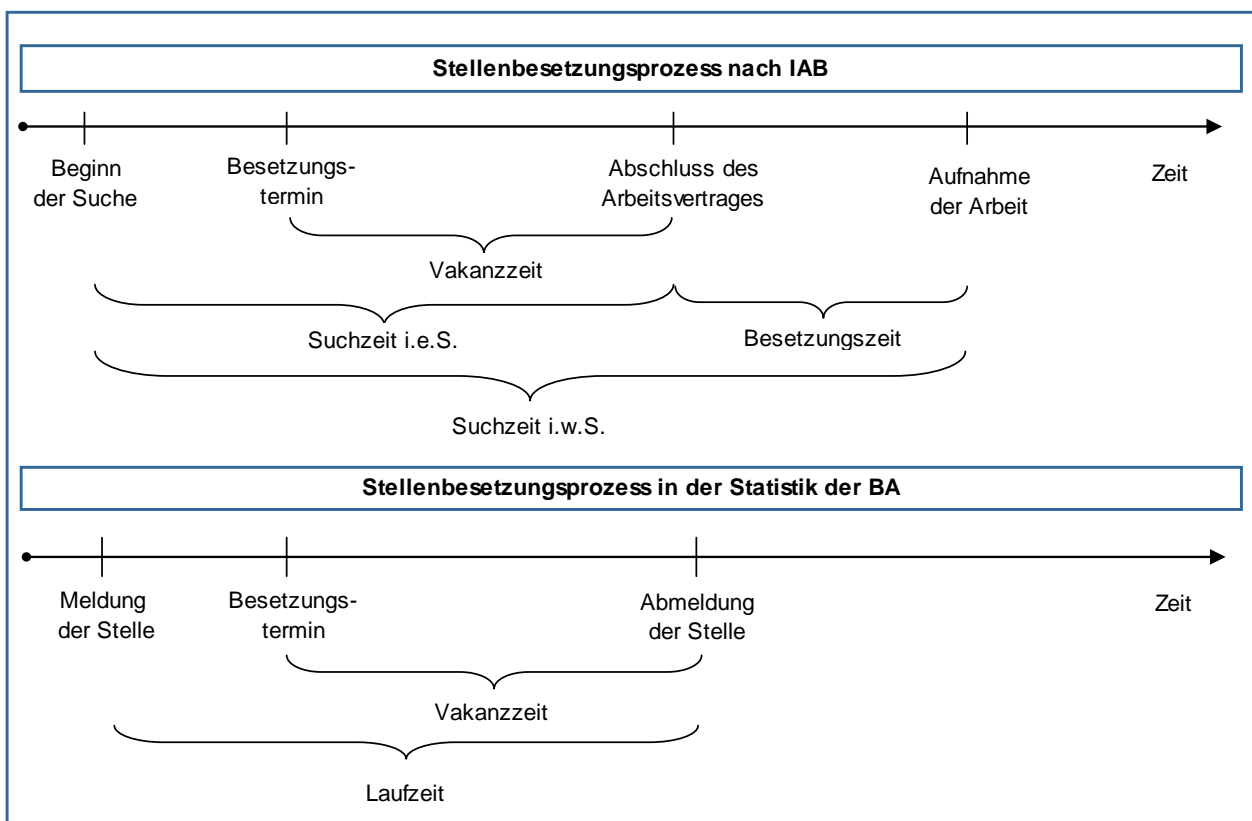 Stellenbesetzungsprozess nach IAB
Beginn
der Suche
Besetzungs-
termin
Abschluss des
Arbeitsvertrages
Aufnahme
der Arbeit
Zeit
Vakanzzeit
Suchzeit i.e.S.
Besetzungszeit
Suchzeit i.w.S.
Stellenbesetzungsprozess in der Statistik der BA
Meldung
der Stelle
Besetzungs-
termin
Abmeldung
der Stelle
Zeit
Vakanzzeit
Laufzeit